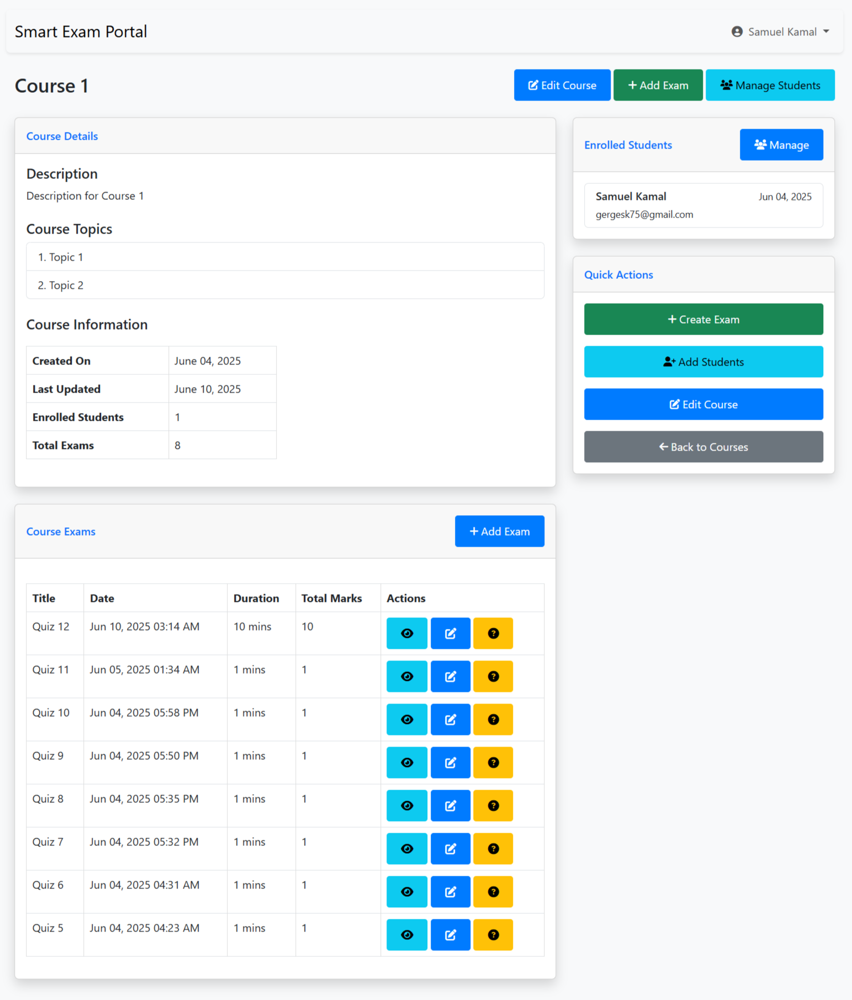 Smart Exam Portal
Samuel Kamal
Course 1
Edit Course
Add Exam
Manage Students
Course Details
Description
Description for Course 1
Course Topics
1. Topic 1
2. Topic 2
Course Information
Created On June 04, 2025
Last Updated June 10, 2025
Enrolled Students 1
Total Exams 8
Enrolled Students
Manage
Samuel Kamal Jun 04, 2025
gergesk75@gmail.com
Quick Actions
+ Create Exam
Add Students
Edit Course
Back to Courses
Course Exams
+ Add Exam
Title Date Duration Total Marks Actions
Quiz 12 Jun 10, 2025 03:14 AM 10 mins 10
Quiz 11 Jun 05, 2025 01:34 AM 1 mins 1
Quiz 10 Jun 04, 2025 05:58 PM 1 mins 1
Quiz 9 Jun 04, 2025 05:50 PM 1 mins 1
Quiz 8 Jun 04, 2025 05:35 PM 1 mins 1
Quiz 7 Jun 04, 2025 05:32 PM 1 mins 1
Quiz 6 Jun 04, 2025 04:31 AM 1 mins 1
Quiz 5 Jun 04, 2025 04:23 AM 1 mins 1